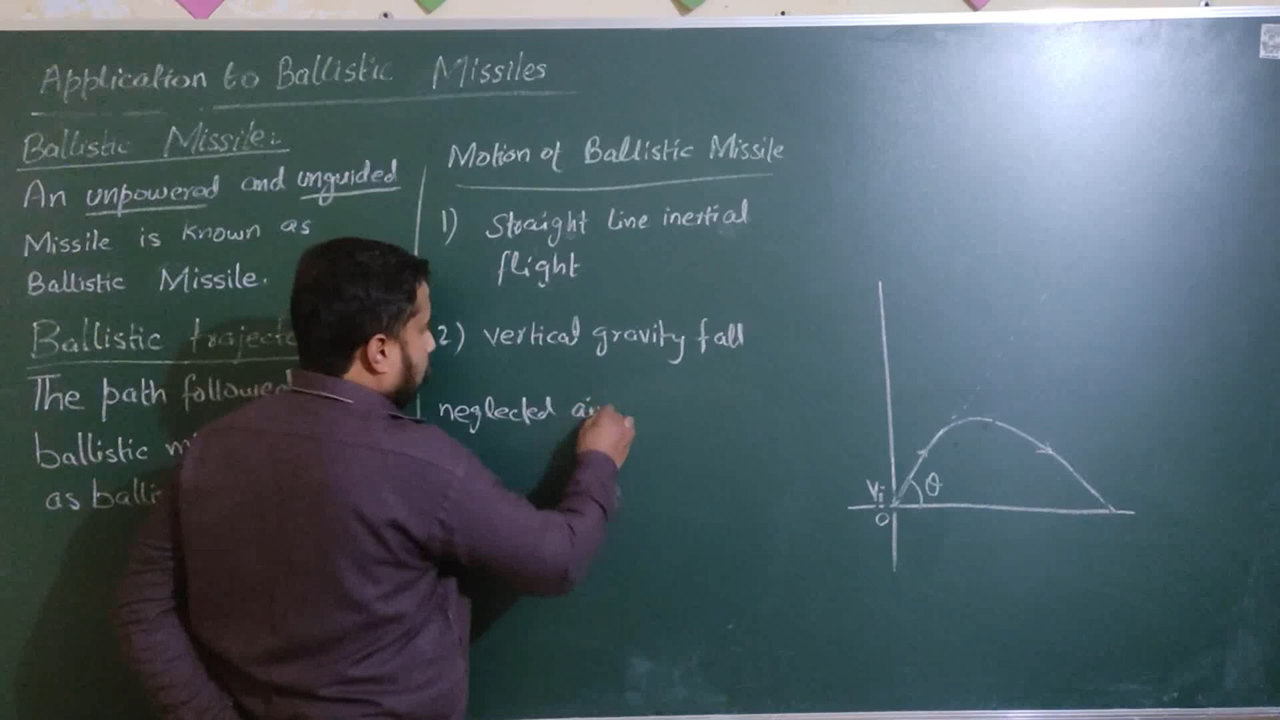 Application to Ballistic Missiles
Ballistic Missile:
An unpowered and unguided
Missile is known as
Ballistic Missile.
Ballistic
The path followed
ballistic
as
Motion of Ballistic Missile
1) Straight Line inertial
flight
2) vertical gravity fall
neglected
Vi
θ
O